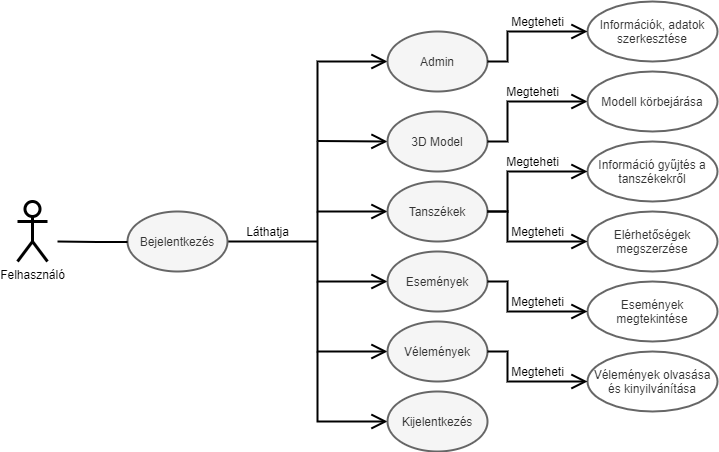 Felhasználó
Bejelentkezés
Láthatja
Admin
Megteheti
Információk, adatok
szerkesztése
3D Model
Megteheti
Modell körbejárása
Tanszékek
Megteheti
Információ gyűjtés a
tanszékekről
Megteheti
Elérhetőségek
megszerzése
Események
Megteheti
Események
megtekintése
Vélemények
Megteheti
Vélemények olvasása
és kinyilvánítása
Kijelentkezés